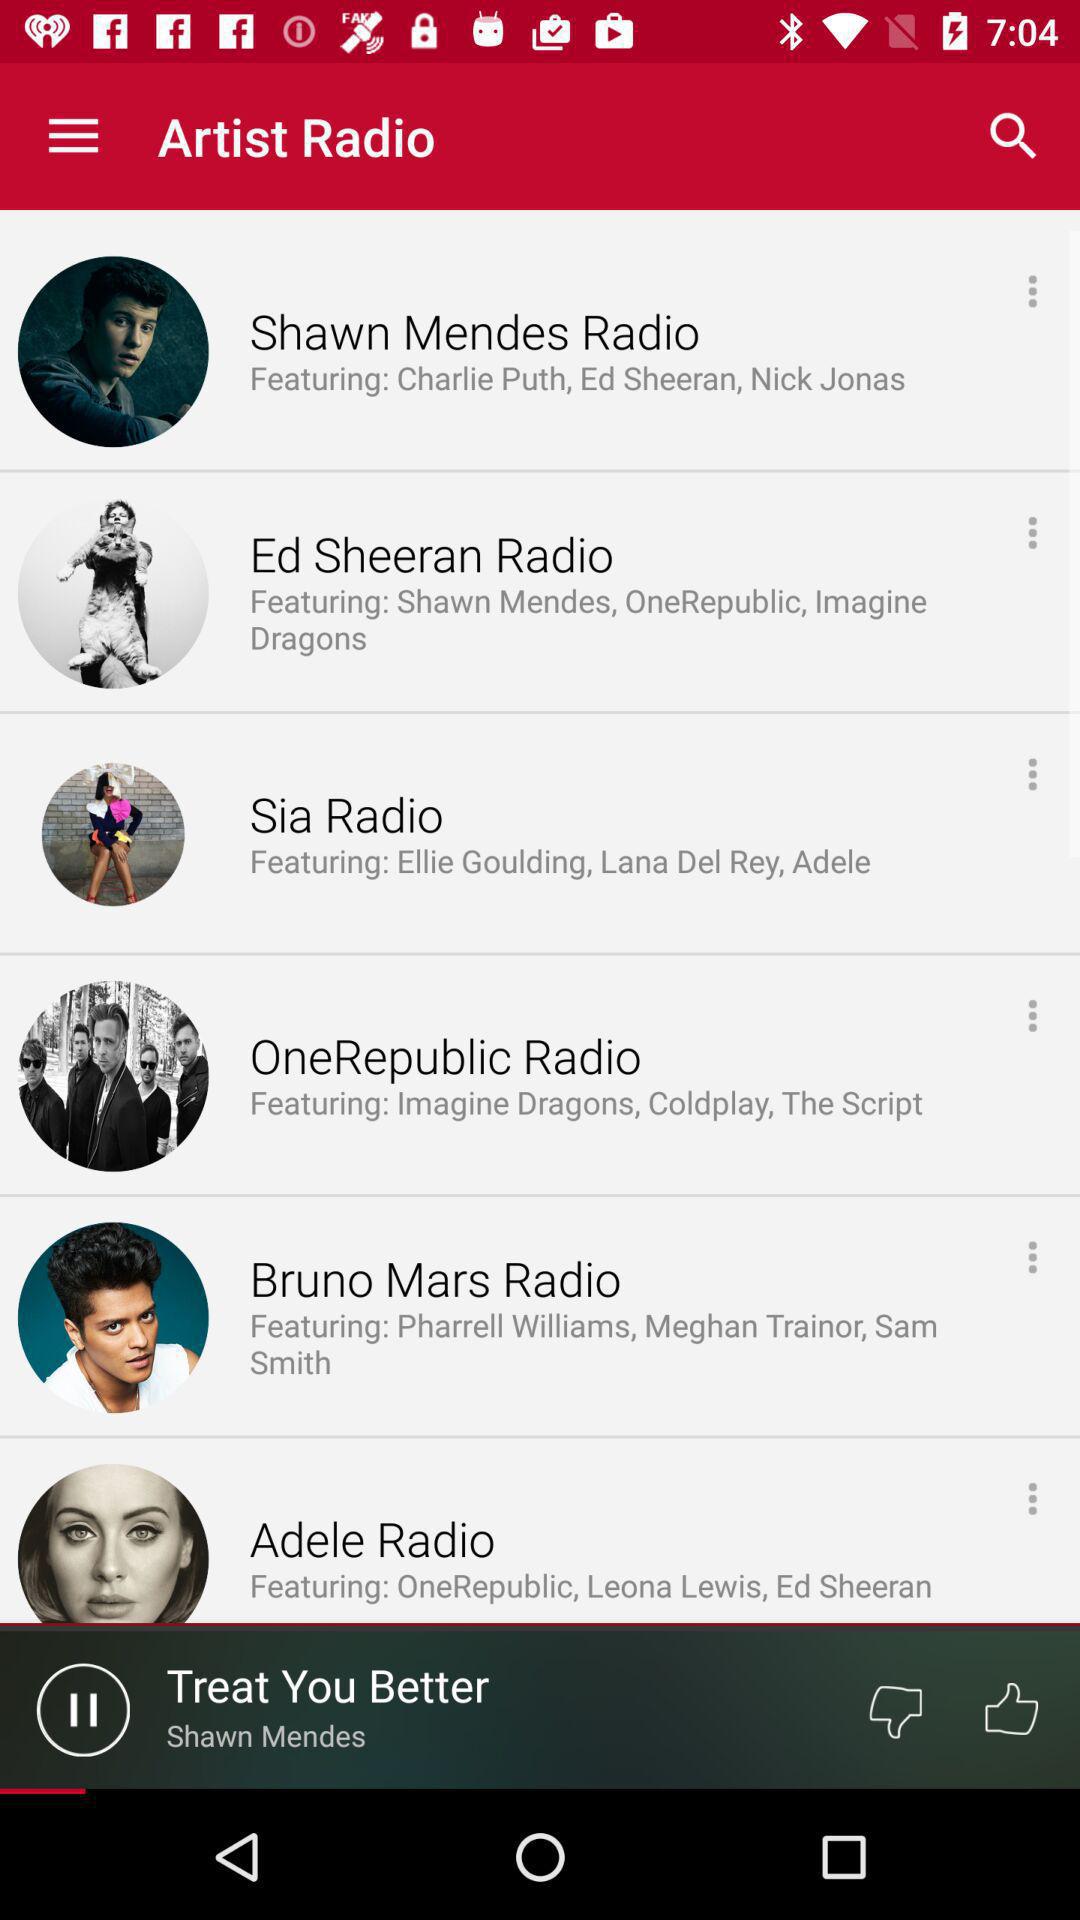 FAKE
7:04
Artist Radio
Shawn Mendes Radio
Featuring: Charlie Puth, Ed Sheeran, Nick Jonas
Ed Sheeran Radio
Featuring: Shawn Mendes, OneRepublic, Imagine
Dragons
Sia Radio
Featuring: Ellie Goulding, Lana Del Rey, Adele
OneRepublic Radio
Featuring: Imagine Dragons, Coldplay, The Script
Bruno Mars Radio
Featuring: Pharrell Williams, Meghan Trainor, Sam
Smith
Adele Radio
Featuring: OneRepublic, Leona Lewis, Ed Sheeran
Treat You Better
Shawn Mendes